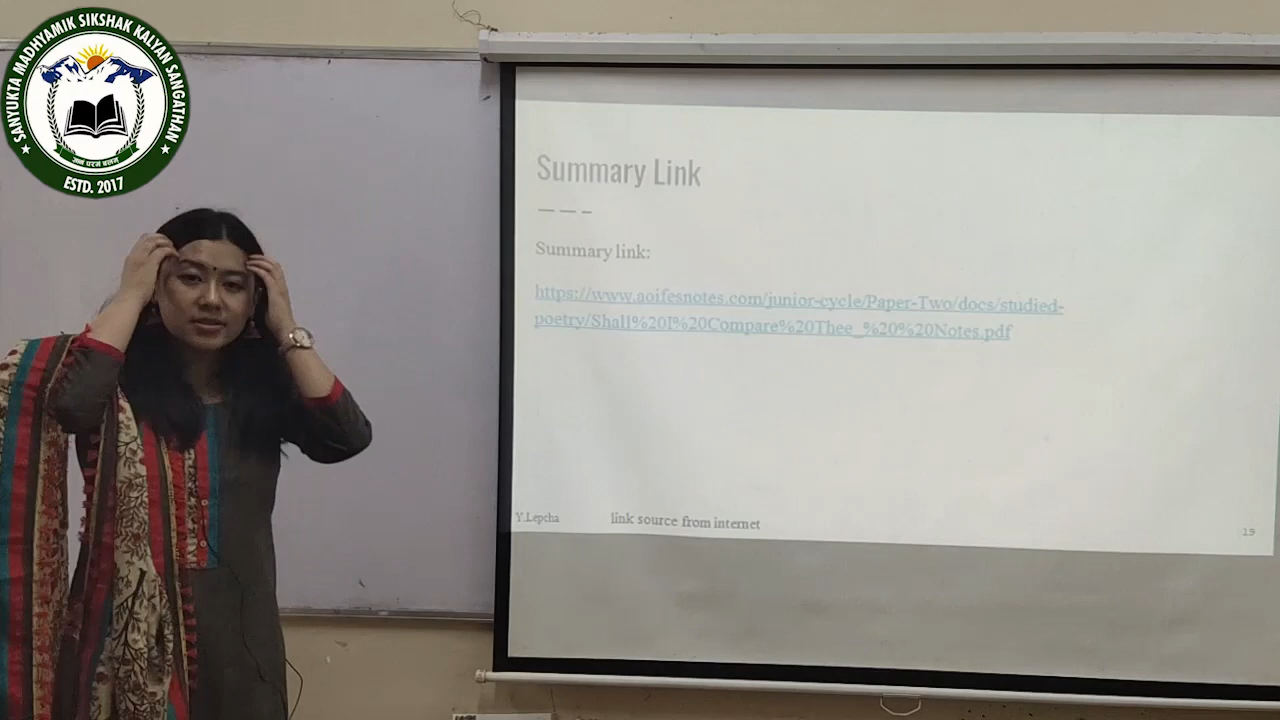 SANYUKTA MADHYAMIK SIKSHAK KALYAN SANGATHAN
ESTD. 2017
Summary Link
Summary link:
https://www.aoifesnotes.com/junior-cycle/Paper-Two/docs/studied-
poetry/Shall%20I%20Compare%20Thee_%20%20Notes.pdf
Y.Lepcha
link source from internet
19